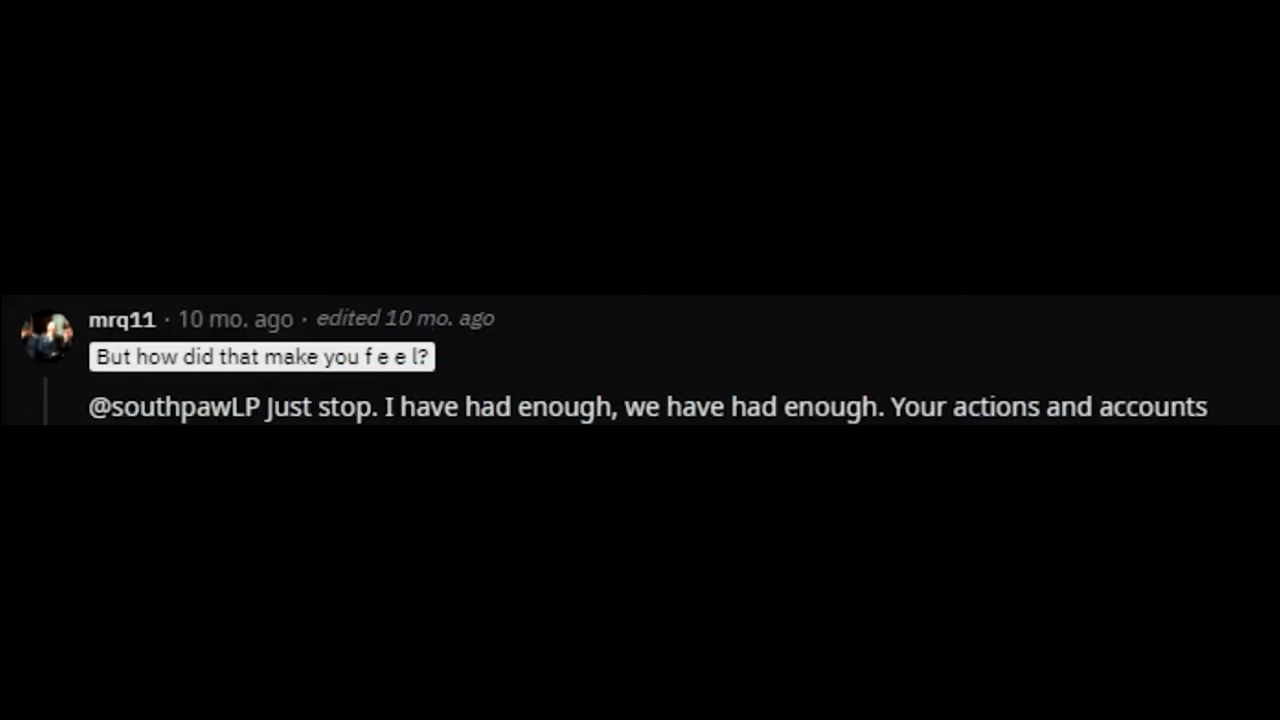 mrq11 · 10 mo. ago · edited 10 mo. ago
But how did that make you f e e l?
@southpawLP Just stop. I have had enough, we have had enough. Your actions and accounts